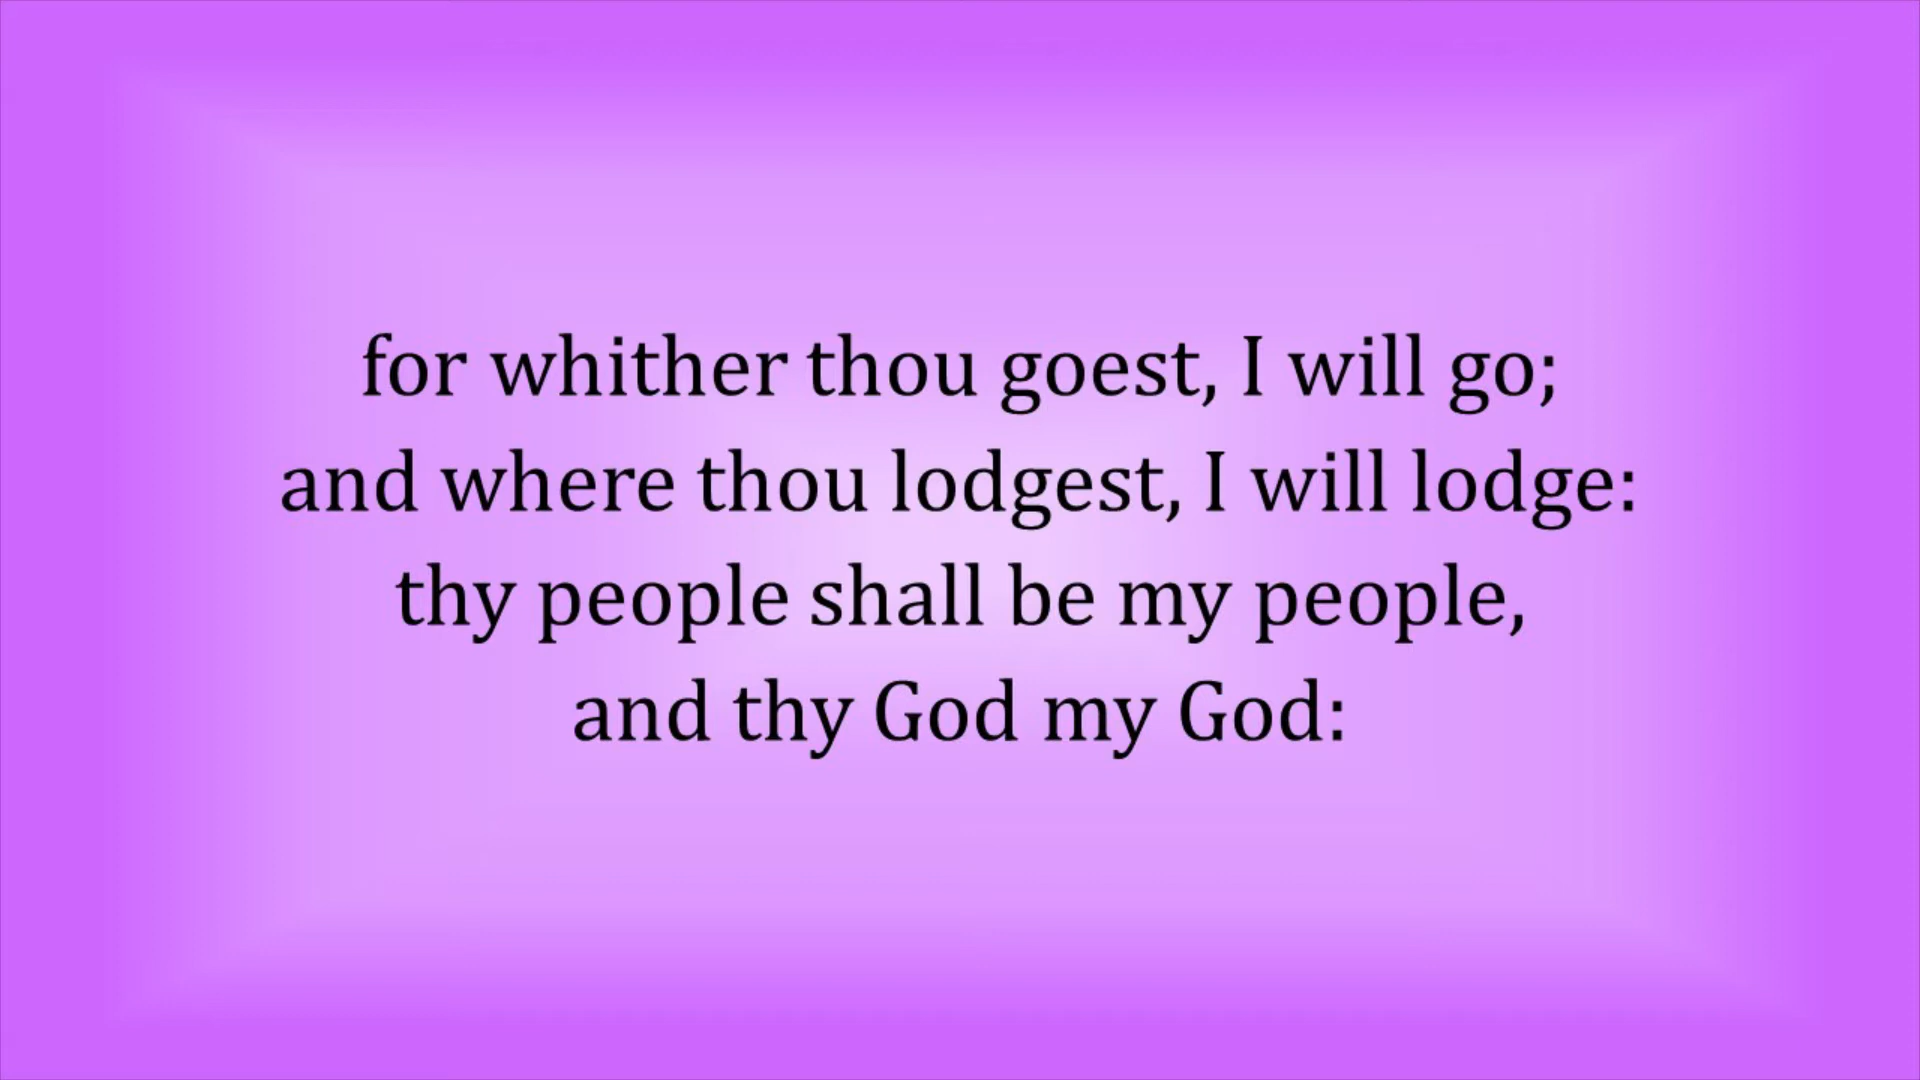 for whither thou goest, I will go;
and where thou lodgest, I will lodge:
thy people shall be my people,
and thy God my God: